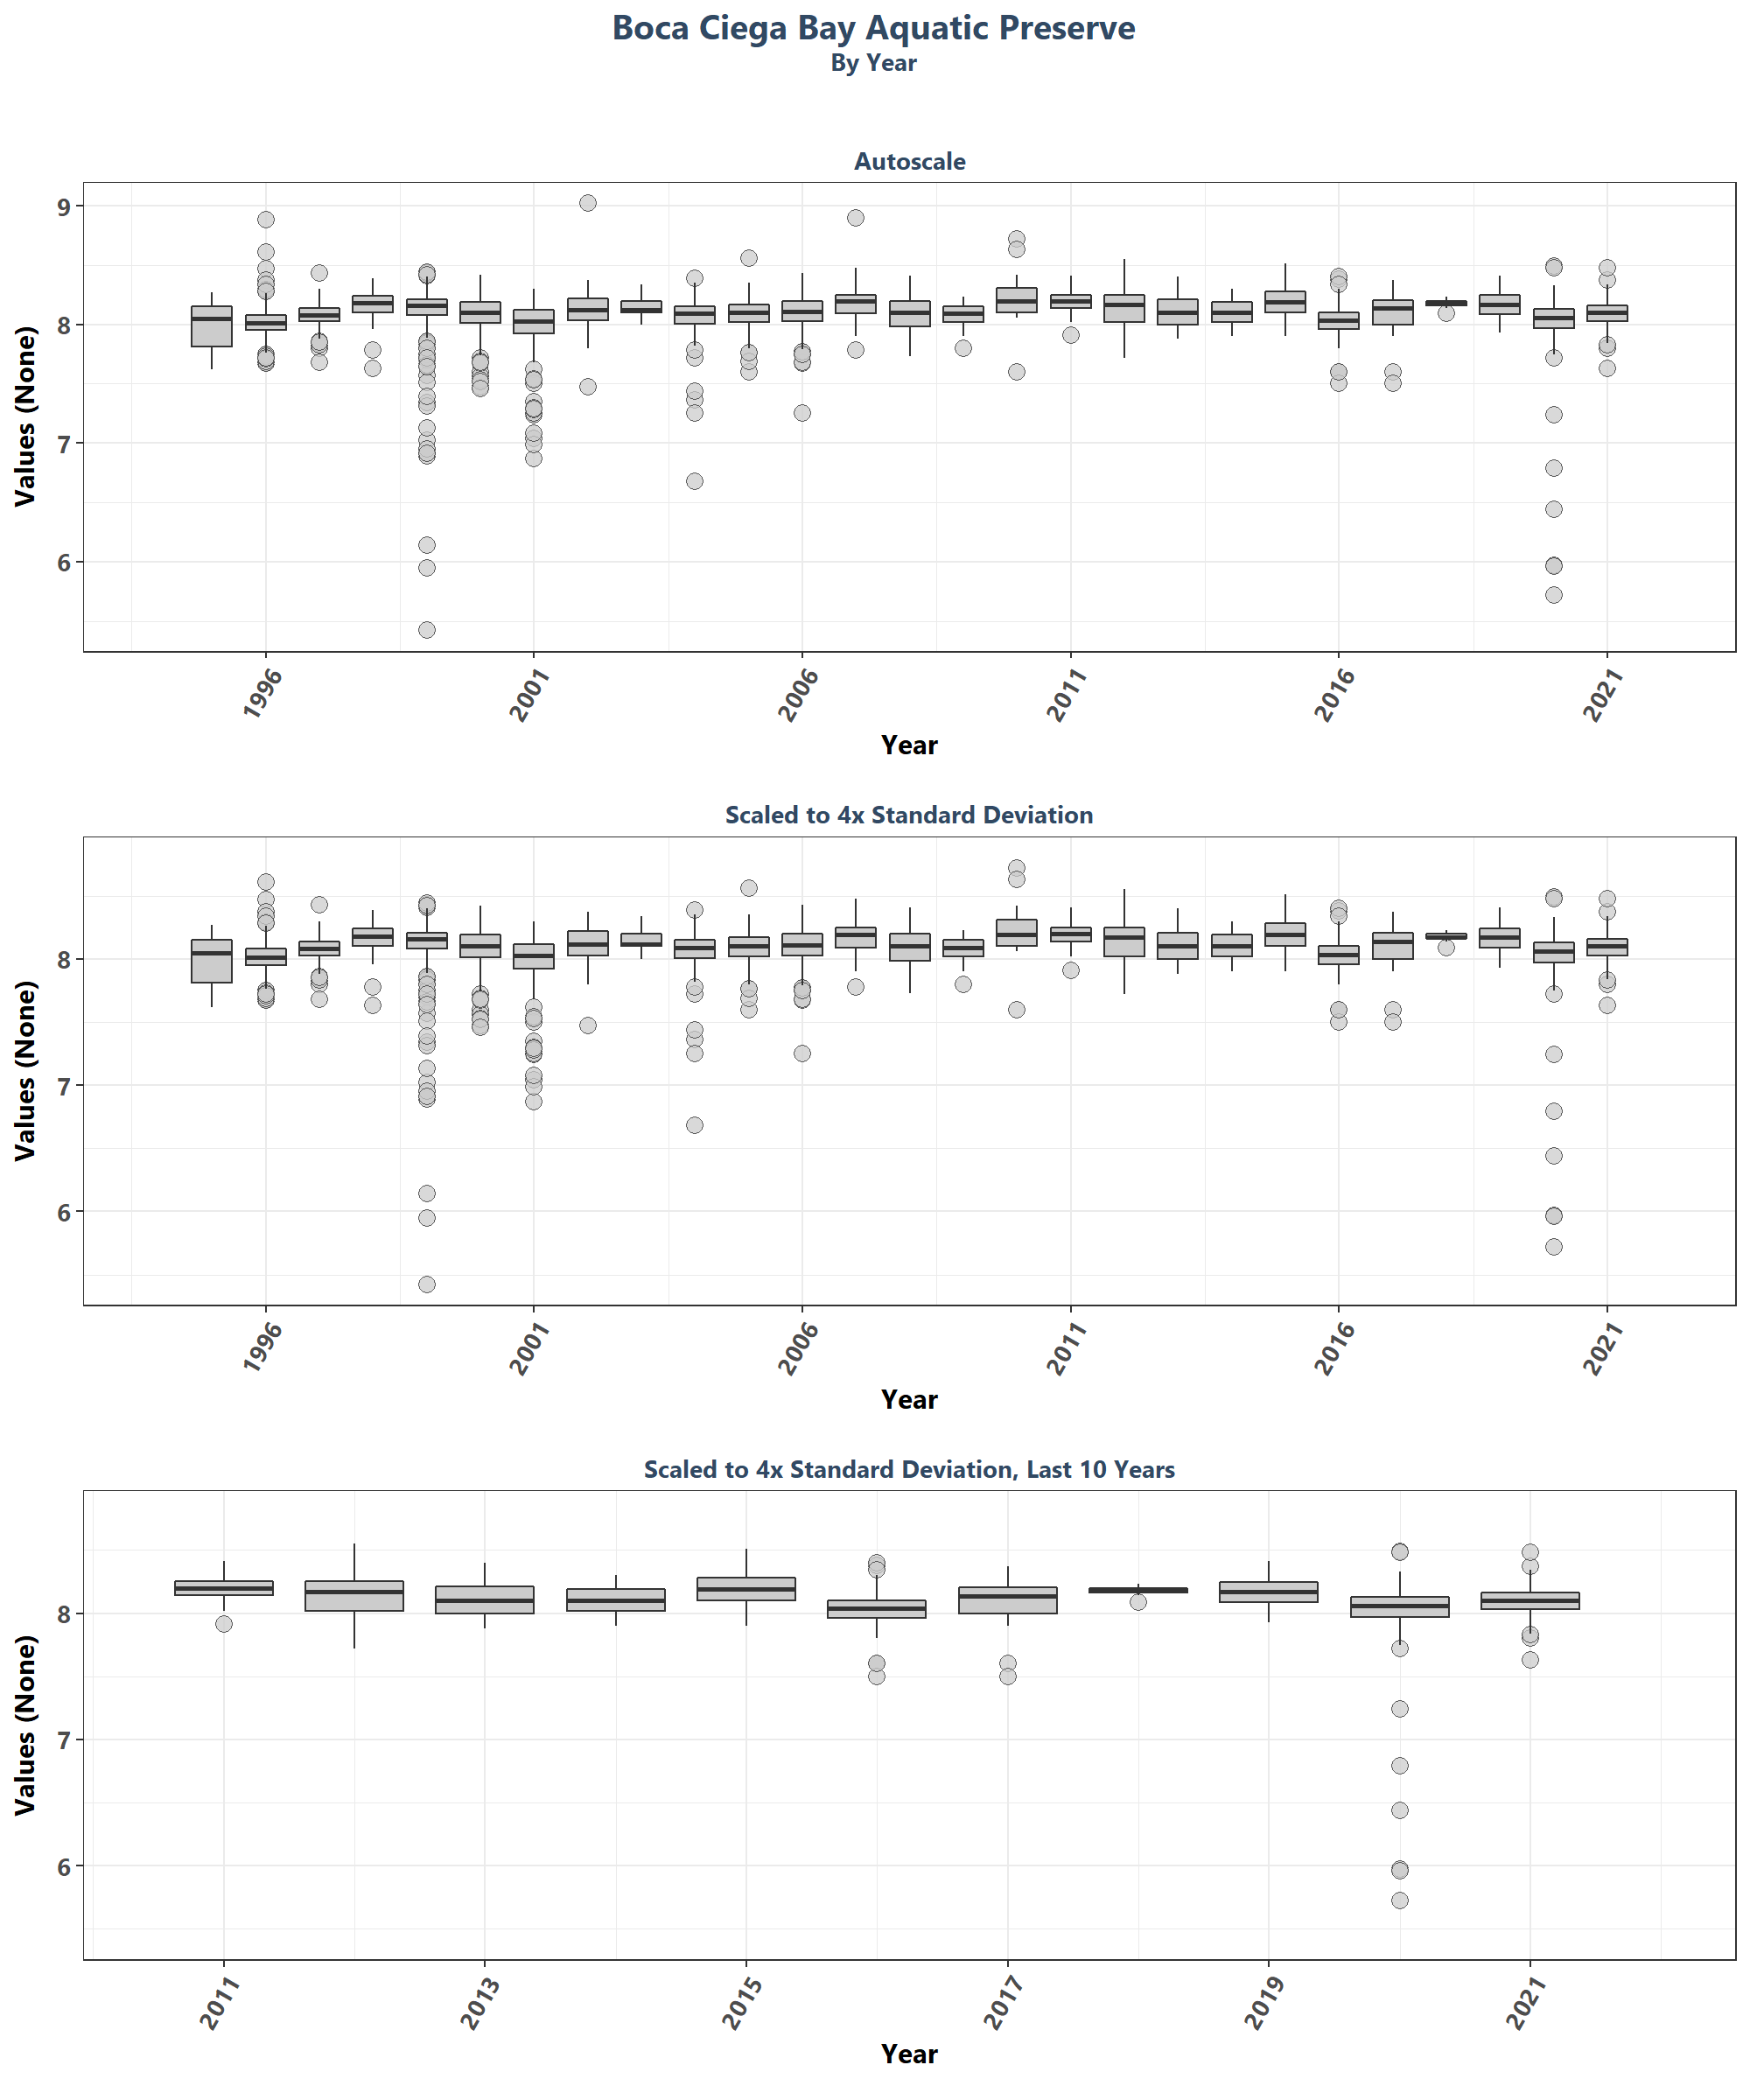 Boca Ciega Bay Aquatic Preserve
By Year
Autoscale
Values (None)
9
8
7
6
1996 2001 2006 2011 2016 2021
Year
Scaled to 4x Standard Deviation
Values (None)
8
7
6
1996 2001 2006 2011 2016 2021
Year
Scaled to 4x Standard Deviation, Last 10 Years
Values (None)
8
7
6
2011 2013 2015 2017 2019 2021
Year